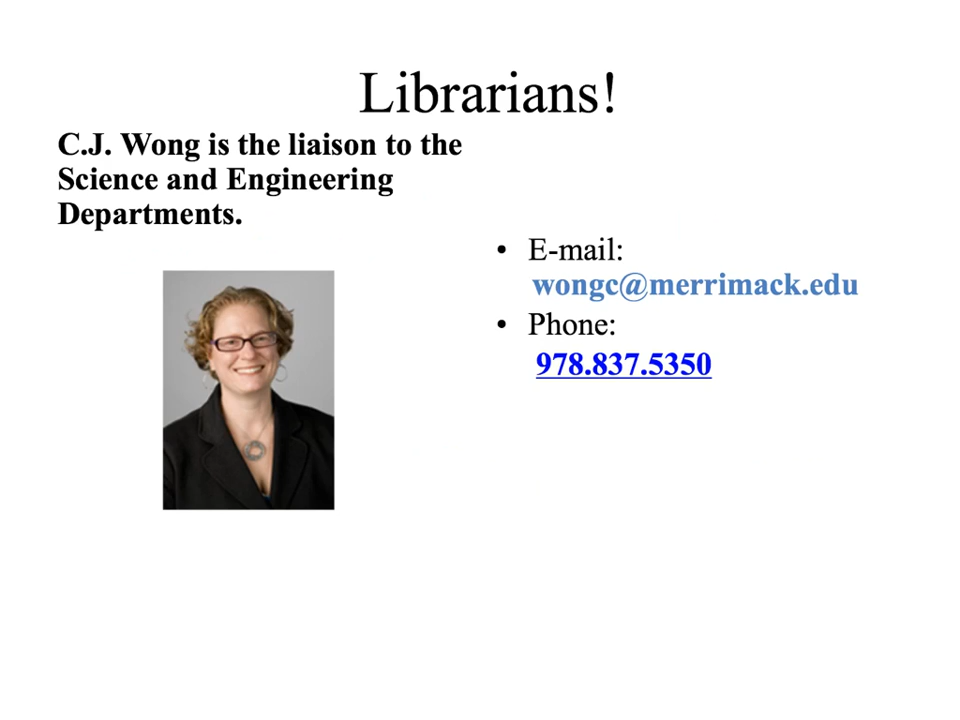 Librarians!
C.J. Wong is the liaison to the
Science and Engineering
Departments.
• E-mail:
wongc@merrimack.edu
• Phone:
978.837.5350